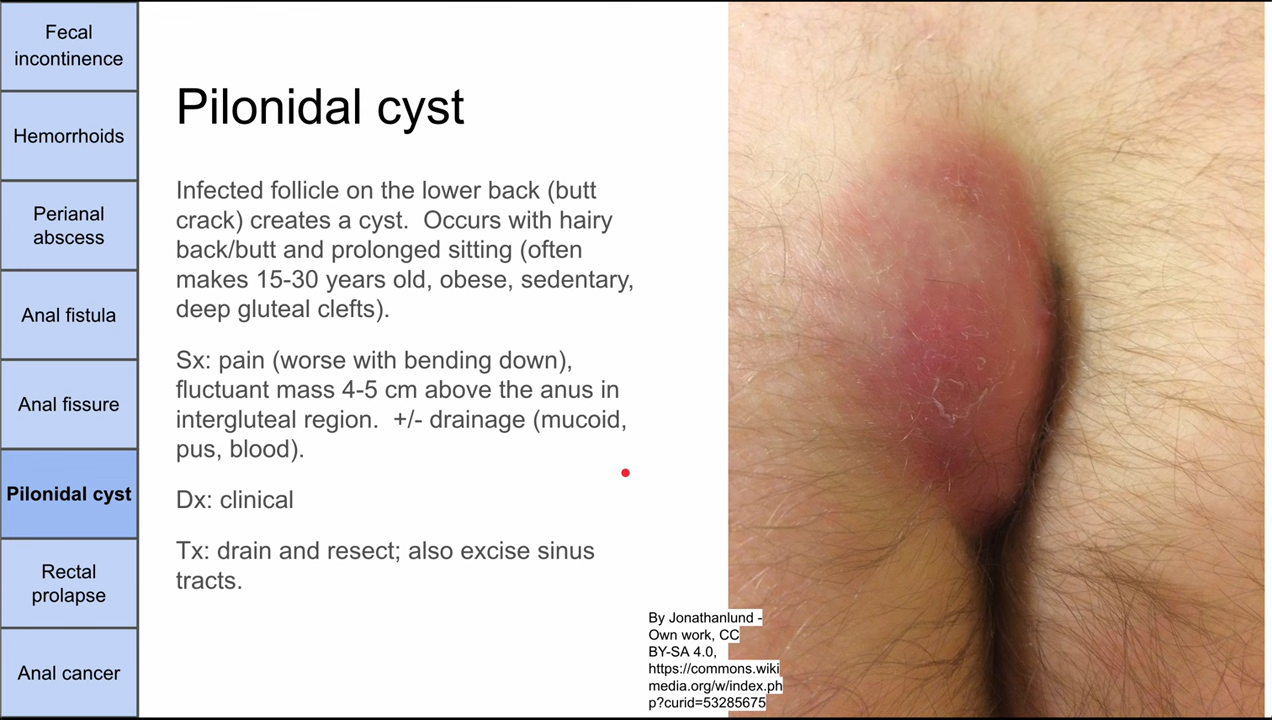 Fecal
incontinence
Hemorrhoids
Perianal
abscess
Anal fistula
Anal fissure
Pilonidal cyst
Rectal
prolapse
Anal cancer
Pilonidal cyst
Infected follicle on the lower back (butt
crack) creates a cyst.  Occurs with hairy
back/butt and prolonged sitting (often
makes 15-30 years old, obese, sedentary,
deep gluteal clefts).
Sx: pain (worse with bending down),
fluctuant mass 4-5 cm above the anus in
intergluteal region.  +/- drainage (mucoid,
pus, blood).
Dx: clinical
Tx: drain and resect; also excise sinus
tracts.
By Jonathanlund -
Own work, CC
BY-SA 4.0,
https://commons.wiki
media.org/w/index.ph
p?curid=53285675